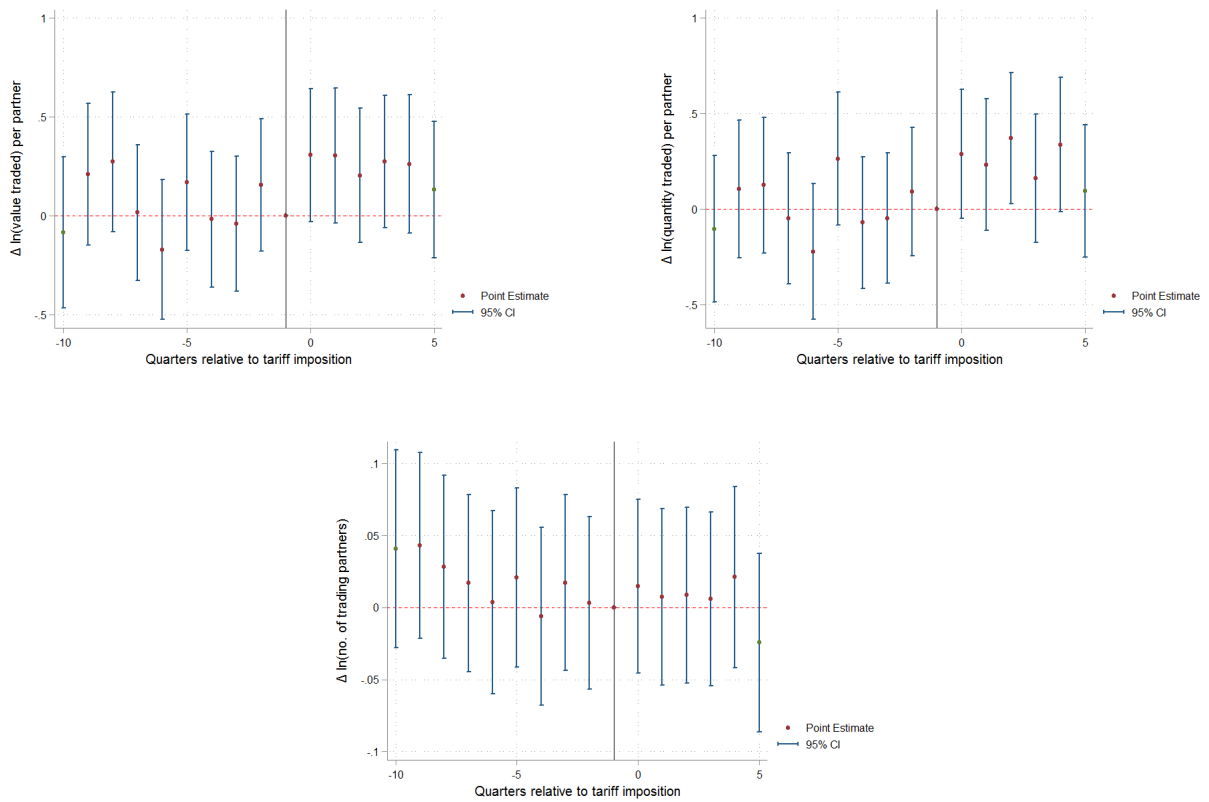 Δ ln(value traded) per partner
1
.5
0
-.5
-10
-5
0
5
Quarters relative to tariff imposition
Point Estimate
95% CI
Δ ln(quantity traded) per partner
1
.5
0
-.5
-10
-5
0
5
Quarters relative to tariff imposition
Point Estimate
95% CI
Δ ln(no. of trading partners)
.1
.05
0
-.05
-.1
-10
-5
0
5
Quarters relative to tariff imposition
Point Estimate
95% CI